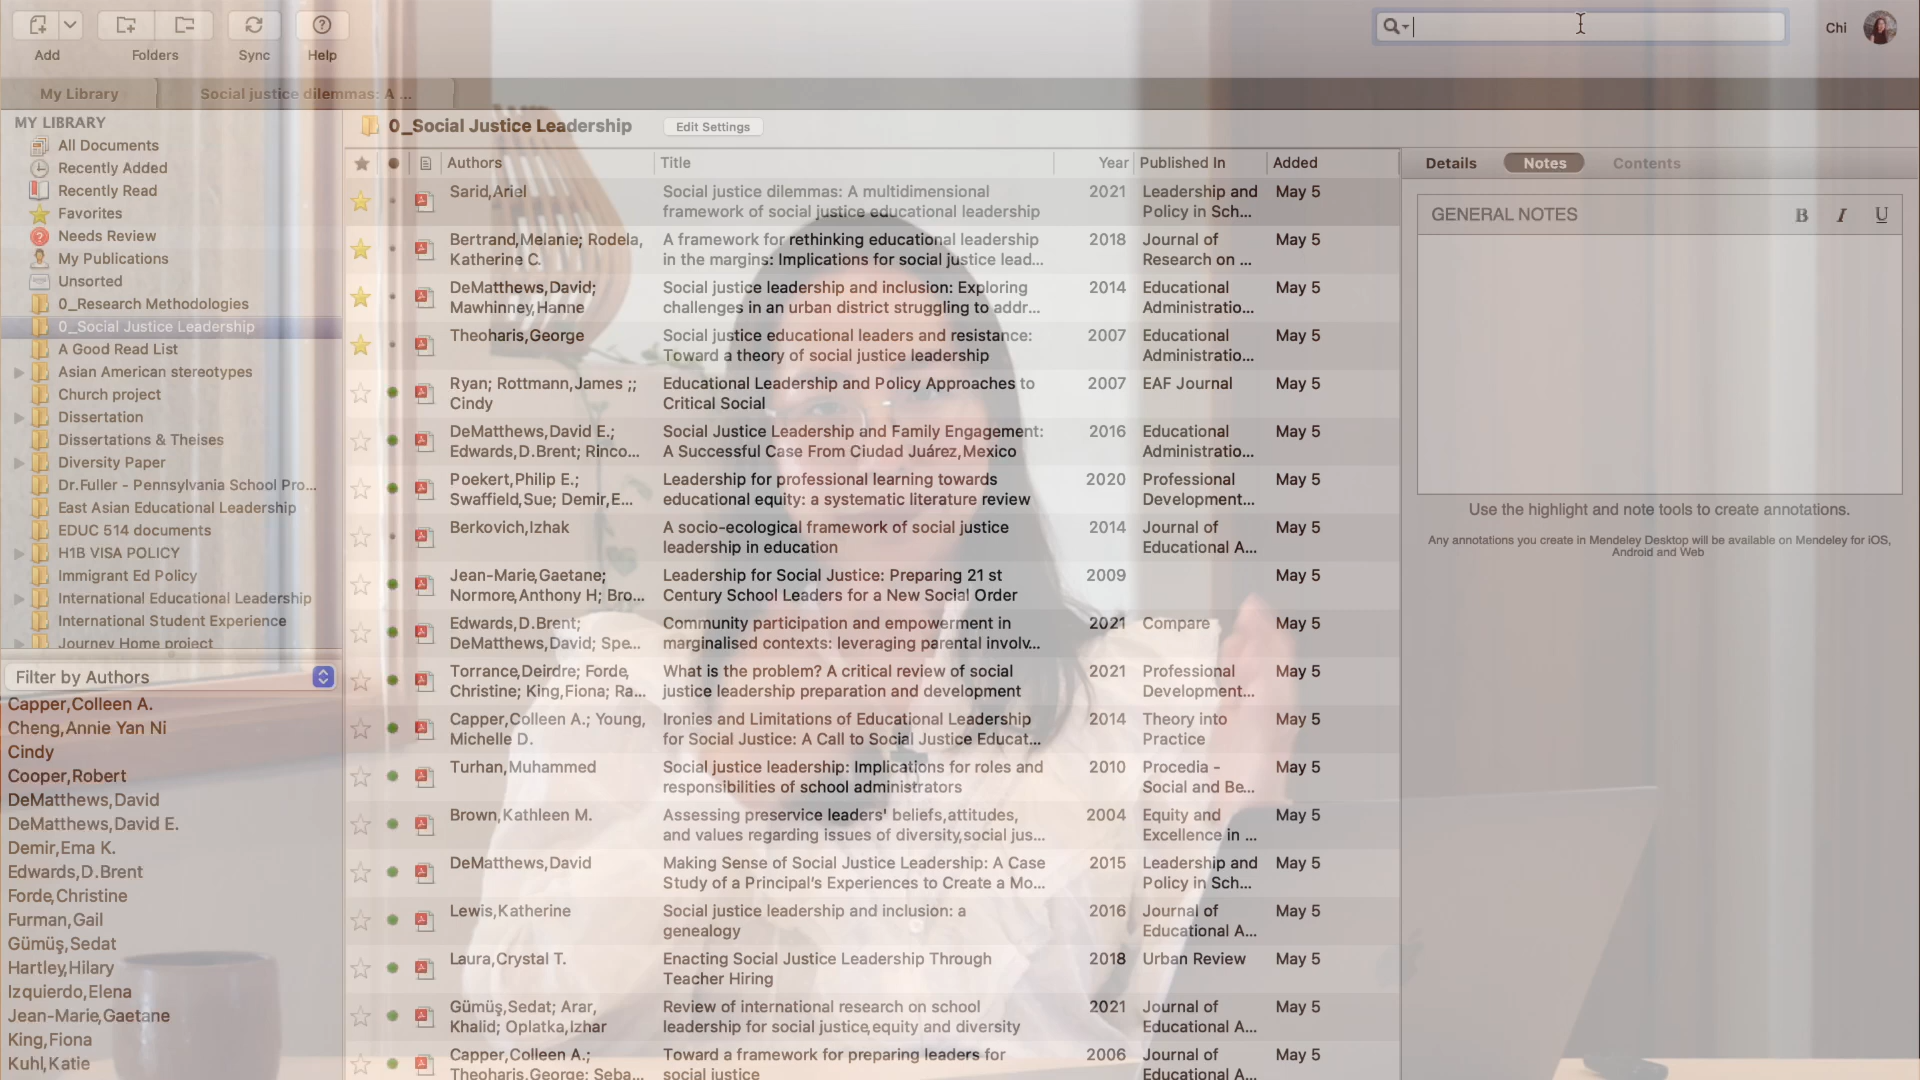 Add
Folders
Sync
Help
Chi
My Library
Social justice dilemmas: A ...
MY LIBRARY
All Documents
Recently Added
Recently Read
Favorites
Needs Review
My Publications
Unsorted
0_Research Methodologies
0_Social Justice Leadership
A Good Read List
Asian American stereotypes
Church project
Dissertation
Dissertations & Theises
Diversity Paper
Dr.Fuller - Pennsylvania School Pro...
East Asian Educational Leadership
EDUC 514 documents
H1B VISA POLICY
Immigrant Ed Policy
International Educational Leadership
International Student Experience
Journey Home project
Filter by Authors
Capper,Colleen A.
Cheng,Annie Yan Ni
Cindy
Cooper,Robert
DeMatthews,David
DeMatthews,David E.
Demir,Ema K.
Edwards,D.Brent
Forde,Christine
Furman,Gail
Gümüş,Sedat
Hartley,Hilary
Izquierdo,Elena
Jean-Marie,Gaetane
King,Fiona
Kuhl,Katie
0_Social Justice Leadership
Edit Settings
Authors Title Year Published In Added
Sarid,Ariel Social justice dilemmas: A multidimensional 2021 Leadership and May 5
framework of social justice educational leadership Policy in Sch...
Bertrand,Melanie; Rodela, A framework for rethinking educational leadership 2018 Journal of May 5
Katherine C. in the margins: Implications for social justice lead... Research on ...
DeMatthews,David; Social justice leadership and inclusion: Exploring 2014 Educational May 5
Mawhinney,Hanne challenges in an urban district struggling to addr... Administratio...
Theoharis,George Social justice educational leaders and resistance: 2007 Educational May 5
Toward a theory of social justice leadership Administratio...
Ryan; Rottmann,James ;; Educational Leadership and Policy Approaches to 2007 EAF Journal May 5
Cindy Critical Social
DeMatthews,David E.; Social Justice Leadership and Family Engagement: 2016 Educational May 5
Edwards,D.Brent; Rinco... A Successful Case From Ciudad Juárez,Mexico Administratio...
Poekert,Philip E.; Leadership for professional learning towards 2020 Professional May 5
Swaffield,Sue; Demir,E... educational equity: a systematic literature review Development...
Berkovich,Izhak A socio-ecological framework of social justice 2014 Journal of May 5
leadership in education Educational A...
Jean-Marie,Gaetane; Leadership for Social Justice: Preparing 21 st 2009 May 5
Normore,Anthony H; Bro... Century School Leaders for a New Social Order
Edwards,D.Brent; Community participation and empowerment in 2021 Compare May 5
DeMatthews,David; Spe... marginalised contexts: leveraging parental involv...
Torrance,Deirdre; Forde, What is the problem? A critical review of social 2021 Professional May 5
Christine; King,Fiona; Ra... justice leadership preparation and development Development...
Capper,Colleen A.; Young, Ironies and Limitations of Educational Leadership 2014 Theory into May 5
Michelle D. for Social Justice: A Call to Social Justice Educat... Practice
Turhan,Muhammed Social justice leadership: Implications for roles and 2010 Procedia - May 5
responsibilities of school administrators Social and Be...
Brown,Kathleen M. Assessing preservice leaders' beliefs,attitudes, 2004 Equity and May 5
and values regarding issues of diversity,social jus... Excellence in ...
DeMatthews,David Making Sense of Social Justice Leadership: A Case 2015 Leadership and May 5
Study of a Principal's Experiences to Create a Mo... Policy in Sch...
Lewis,Katherine Social justice leadership and inclusion: a 2016 Journal of May 5
genealogy Educational A...
Laura,Crystal T. Enacting Social Justice Leadership Through 2018 Urban Review May 5
Teacher Hiring
Gümüş,Sedat; Arar, Review of international research on school 2021 Journal of May 5
Khalid; Oplatka,Izhar leadership for social justice,equity and diversity Educational A...
Capper,Colleen A.; Toward a framework for preparing leaders for 2006 Journal of May 5
Theoharis,George; Seba... social justice Educational A...
Details Notes Contents
GENERAL NOTES B I U
Use the highlight and note tools to create annotations.
Any annotations you create in Mendeley Desktop will be available on Mendeley for iOS,
Android and Web